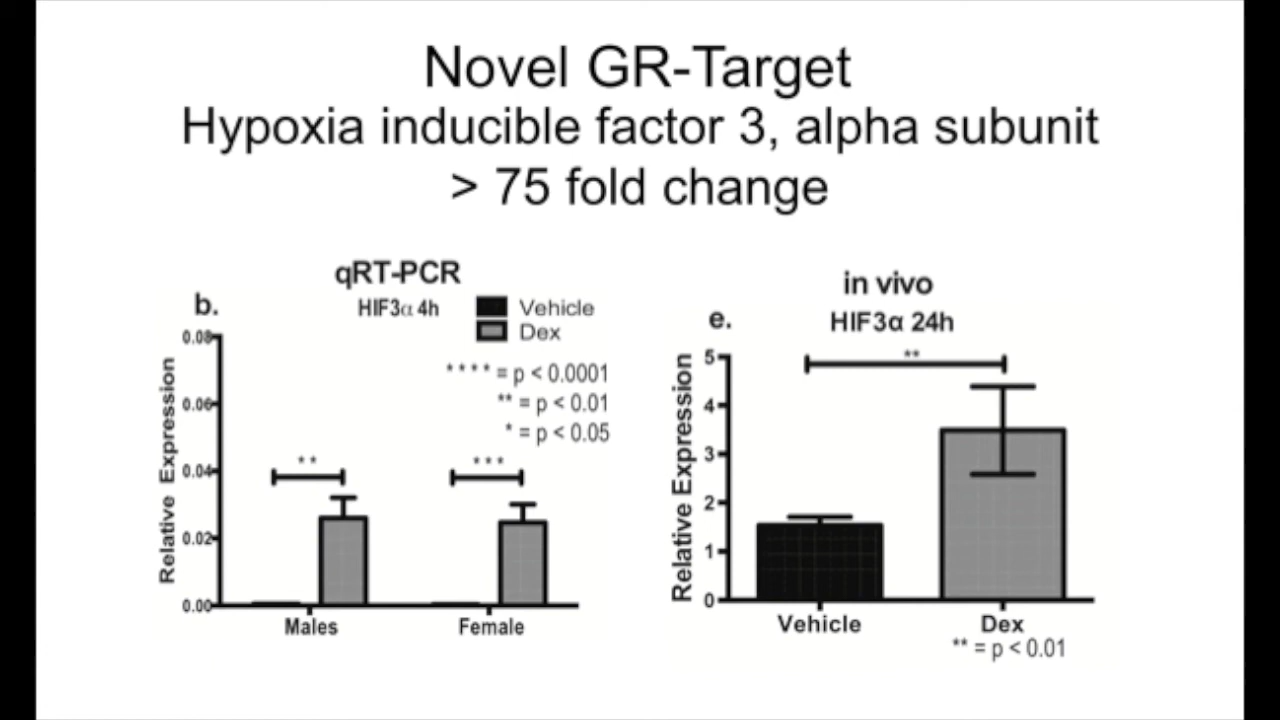 Novel GR-Target
Hypoxia inducible factor 3, alpha subunit
> 75 fold change
qRT-PCR
b.
HIF3α 4h
Vehicle
Dex
**** = p < 0.0001
** = p < 0.01
* = p < 0.05
Relative Expression
0.08
0.06
0.04
0.02
0.00
**
***
Males
Female
in vivo
e.
HIF3α 24h
Relative Expression
5
4
3
2
1
0
**
Vehicle
Dex
** = p < 0.01